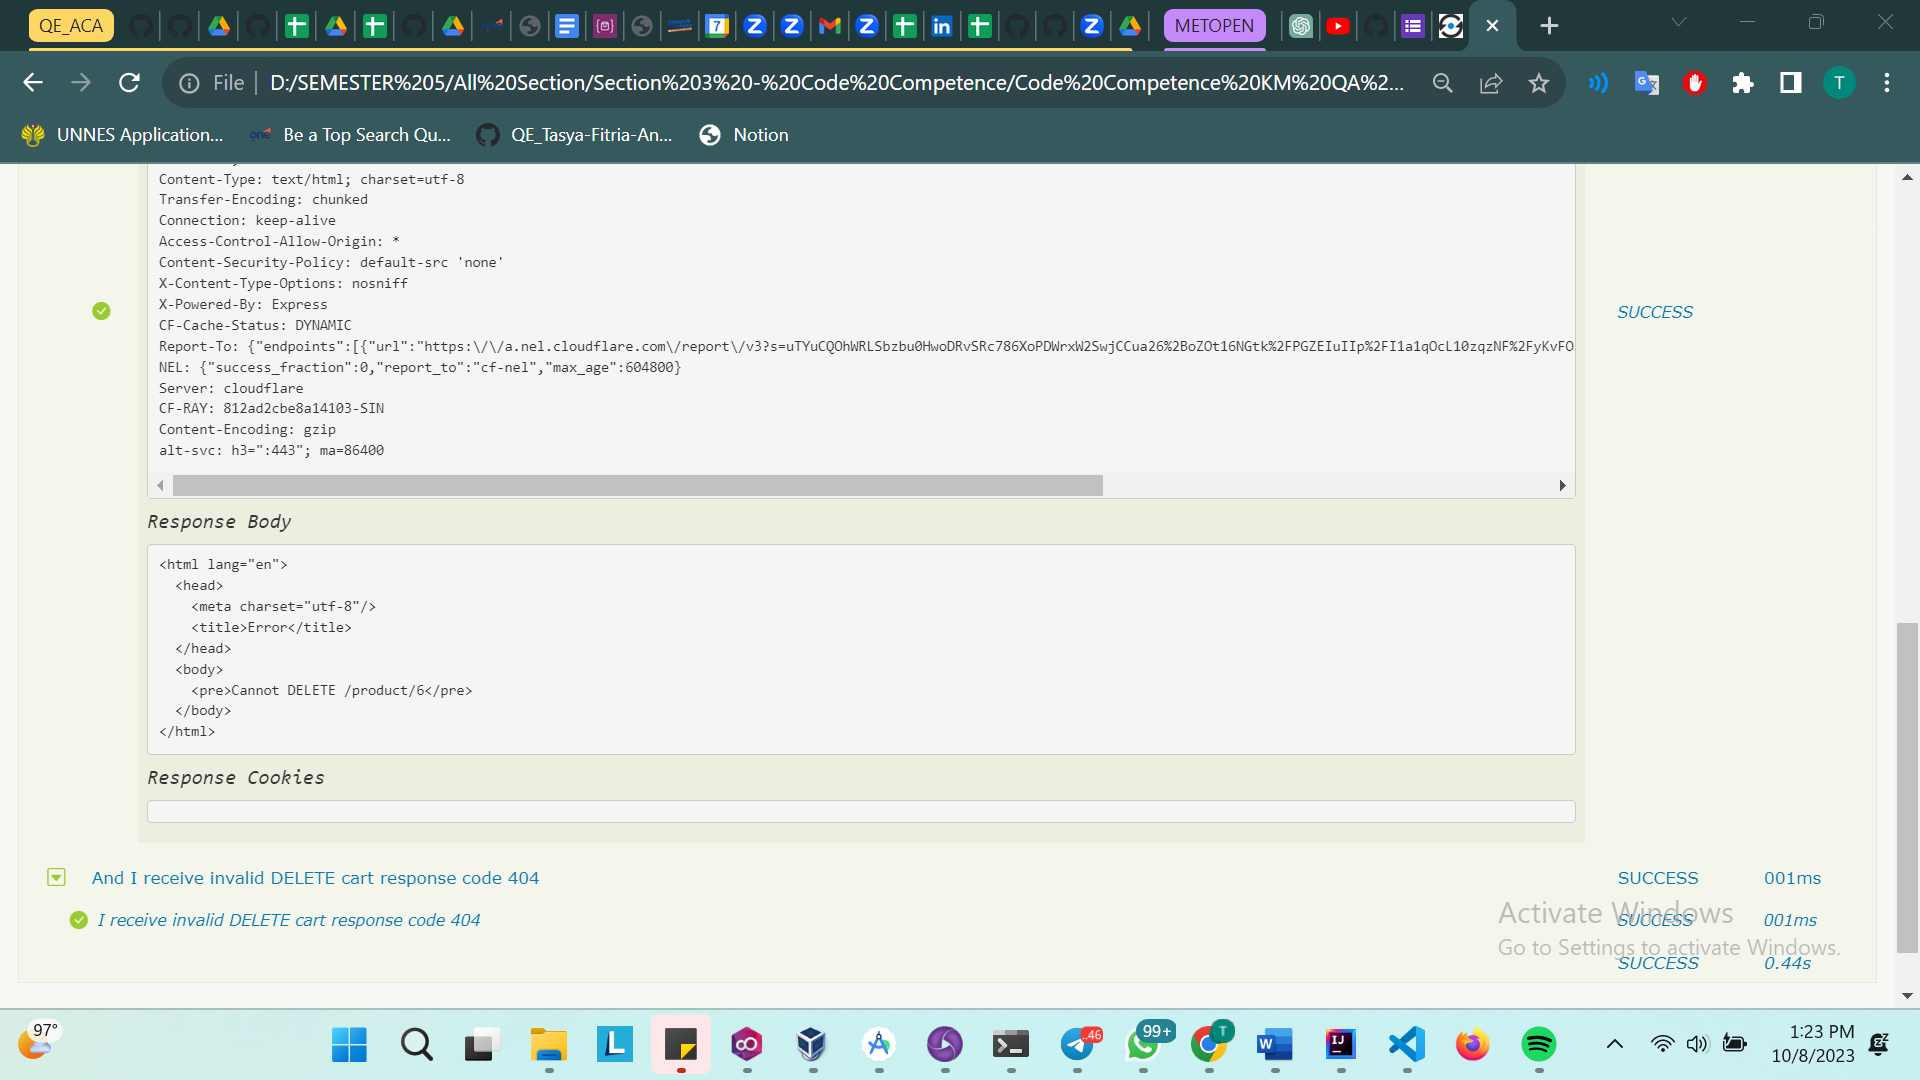 QE_ACA
METOPEN
File
D:/SEMESTER%205/All%20Section/Section%203%20-%20Code%20Competence/Code%20Competence%20KM%20QA%2...
UNNES Application...
Be a Top Search Qu...
QE_Tasya-Fitria-An...
Notion
Content-Type: text/html; charset=utf-8
Transfer-Encoding: chunked
Connection: keep-alive
Access-Control-Allow-Origin: *
Content-Security-Policy: default-src 'none'
X-Content-Type-Options: nosniff
X-Powered-By: Express
SUCCESS
CF-Cache-Status: DYNAMIC
Report-To: {"endpoints":[{"url":"https:\/\/a.nel.cloudflare.com\/report\/v3?s=uTYuCQOhWRLSbzbu0HwoDRvSRc786XoPDWrxW2SwjCCua26%2BoZOt16NGtk%2FPGZEIuIIp%2FI1a1qOcL10zqzNF%2FyKvFO
NEL: {"success_fraction":0,"report_to":"cf-nel","max_age":604800}
Server: cloudflare
CF-RAY: 812ad2cbe8a14103-SIN
Content-Encoding: gzip
alt-svc: h3=":443"; ma=86400
Response Body
<html lang="en">
  <head>
    <meta charset="utf-8"/>
    <title>Error</title>
  </head>
  <body>
    <pre>Cannot DELETE /product/6</pre>
  </body>
</html>
Response Cookies
And I receive invalid DELETE cart response code 404
SUCCESS
001ms
I receive invalid DELETE cart response code 404
SUCCESS
001ms
SUCCESS
0.44s
Activate Windows
Go to Settings to activate Windows.
97°
46
99+
T
1:23 PM
10/8/2023